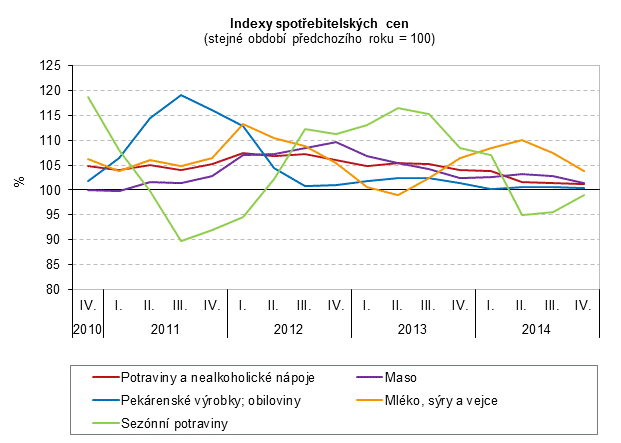 Indexy spotřebitelských cen
(stejné období předchozího roku = 100)
125
120
115
110
105
100
95
90
85
80
%
IV. I. II. III. IV. I. II. III. IV. I. II. III. IV. I. II. III. IV.
2010 2011 2012 2013 2014
Potraviny a nealkoholické nápoje Maso
Pekárenské výrobky; obiloviny Mléko, sýry a vejce
Sezónní potraviny